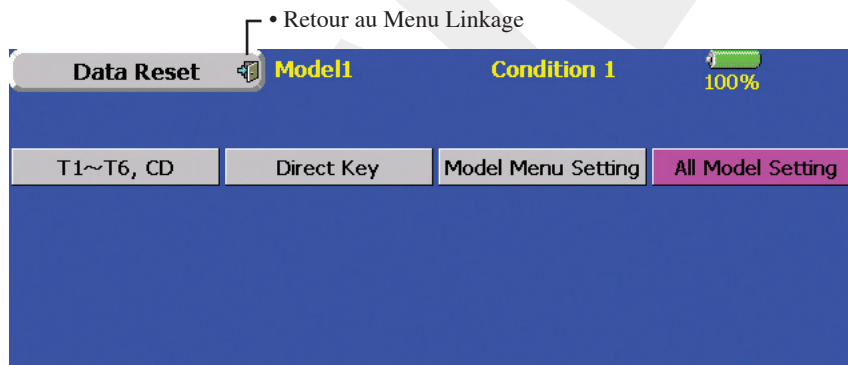 • Retour au Menu Linkage
Data Reset Model1 Condition 1 100%
T1~T6, CD Direct Key Model Menu Setting All Model Setting